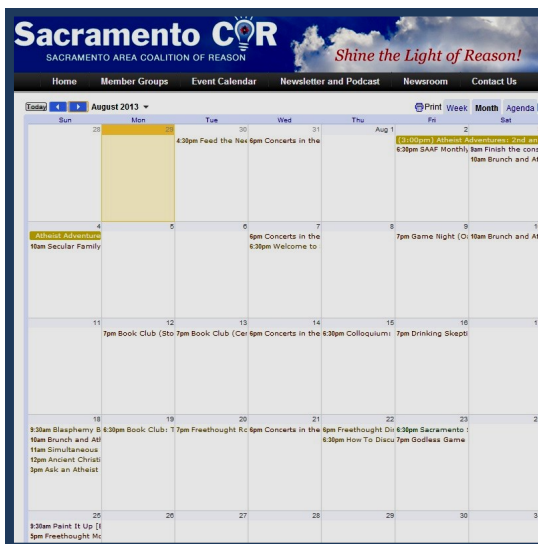 Sacramento COR
SACRAMENTO AREA COALITION OF REASON
Shine the Light of Reason!
Home Member Groups Event Calendar Newsletter and Podcast Newsroom Contact Us
Today August 2013 Print Week Month Agenda
Sun Mon Tue Wed Thu Fri Sat
28 29 30 31 Aug 1 2
(3:00pm) Atheist Adventures: 2nd an
4:30pm Feed the Nee 6pm Concerts in the 6:30pm SAAF Monthly 9am Finish the cons
10am Brunch and At
4 5 6 7 8 9 1
Atheist Adventure 6pm Concerts in the 7pm Game Night (O 10am Brunch and At
10am Secular Family 6:30pm Welcome to
11 12 13 14 15 16 1
7pm Book Club (Sto 7pm Book Club (Cer 6pm Concerts in the 6:30pm Colloquium: 7pm Drinking Skepti
18 19 20 21 22 23 2
9:30am Blasphemy B 6:30pm Book Club: T 7pm Freethought Ro 6pm Concerts in the 6pm Freethought Di 6:30pm Sacramento
10am Brunch and Ath 6:30pm How To Discu 7pm Godless Game
11am Simultaneous
12pm Ancient Christi
3pm Ask an Atheist
25 26 27 28 29 30 3
9:30am Paint It Up
5pm Freethought Mo